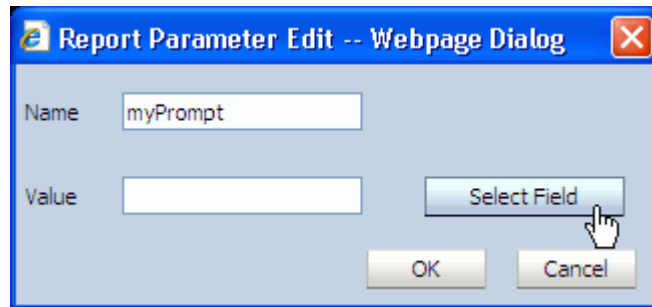 Report Parameter Edit -- Webpage Dialog
Name myPrompt
Value Select Field
OK Cancel